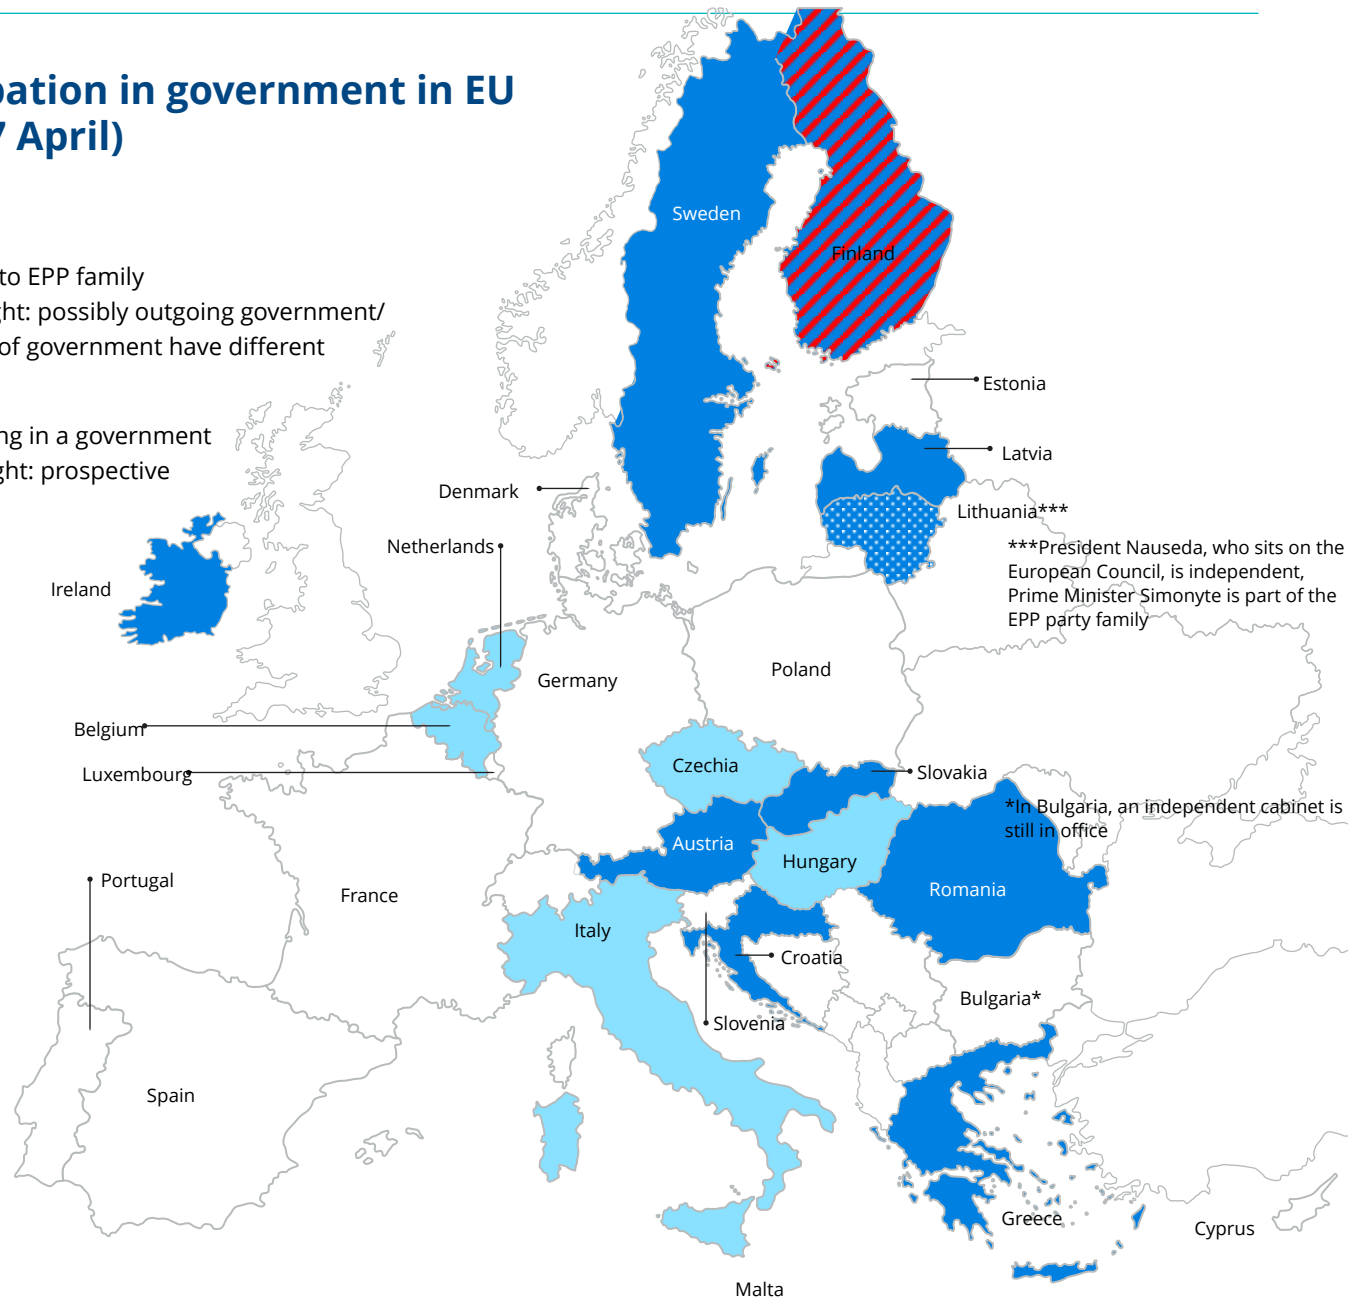 pation in government in EU
7 April)
to EPP family
ght: possibly outgoing government/
of government have different
ng in a government
ght: prospective
Sweden
Finland
Estonia
Latvia
Denmark
Lithuania***
Netherlands
***President Nauseda, who sits on the
European Council, is independent,
Prime Minister Simonyte is part of the
EPP party family
Ireland
Germany
Poland
Belgium
Luxembourg
Czechia
Slovakia
*In Bulgaria, an independent cabinet is
still in office
Austria
Hungary
Portugal
France
Romania
Italy
Croatia
Bulgaria*
Slovenia
Spain
Greece
Cyprus
Malta